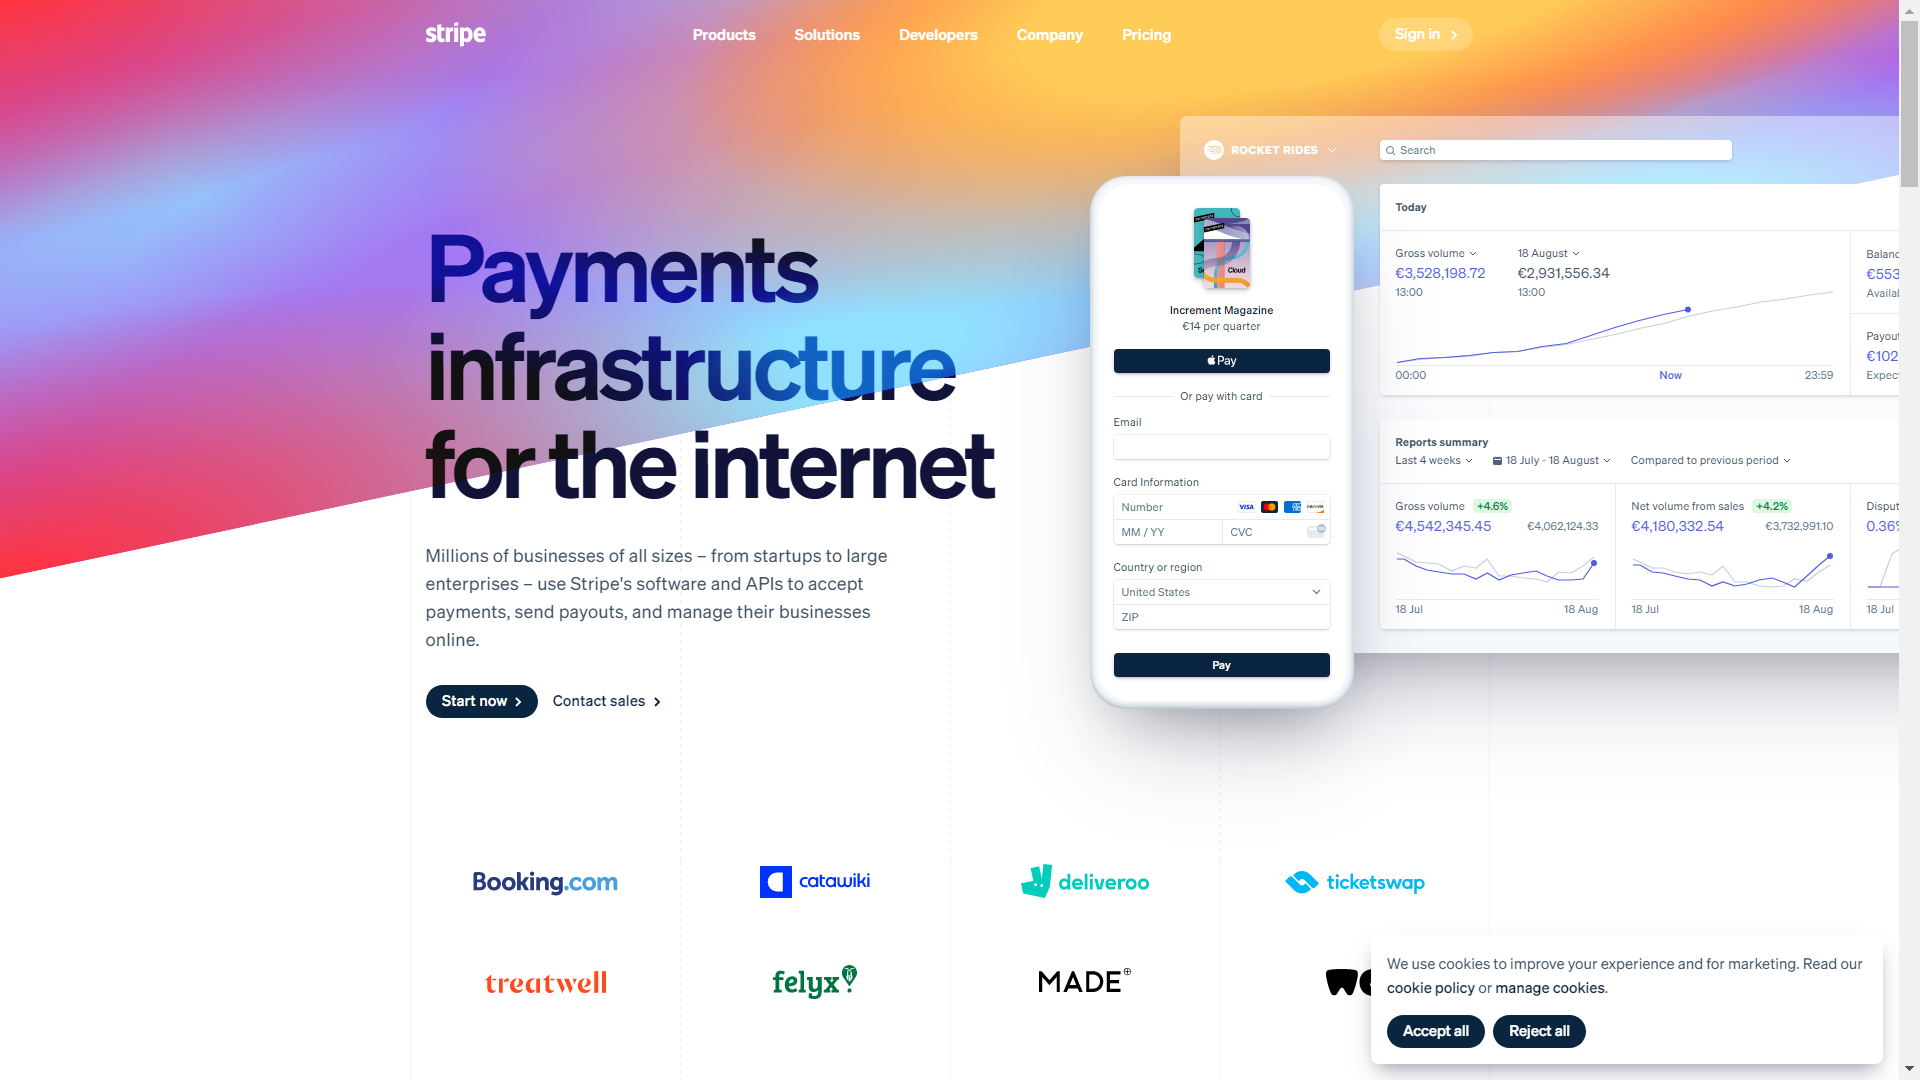 stripe
Products
Solutions
Developers
Company
Pricing
Sign in
Payments
infrastructure
for the internet
Millions of businesses of all sizes – from startups to large
enterprises – use Stripe's software and APIs to accept
payments, send payouts, and manage their businesses
online.
Start now
Contact sales
Increment Magazine
€14 per quarter
Pay
Or pay with card
Email
Card Information
Number
VISA
MM / YY
CVC
Country or region
United States
ZIP
Pay
Cloud
ROCKET RIDES
Search
Today
Gross volume
€3,528,198.72
13:00
18 August
€2,931,556.34
13:00
00:00
Now
23:59
Balanc
€553
Availal
Payout
€102
Expect
Reports summary
Last 4 weeks
18 July - 18 August
Compared to previous period
Gross volume +4.6%
€4,542,345.45 €4,062,124.33
18 Jul 18 Aug
Net volume from sales +4.2%
€4,180,332.54 €3,732,991.10
18 Jul 18 Aug
Disput
0.36%
18 Jul
Booking.com
catawiki
deliveroo
ticketswap
treatwell
felyx
MADE
We use cookies to improve your experience and for marketing. Read our
cookie policy or manage cookies.
Accept all
Reject all